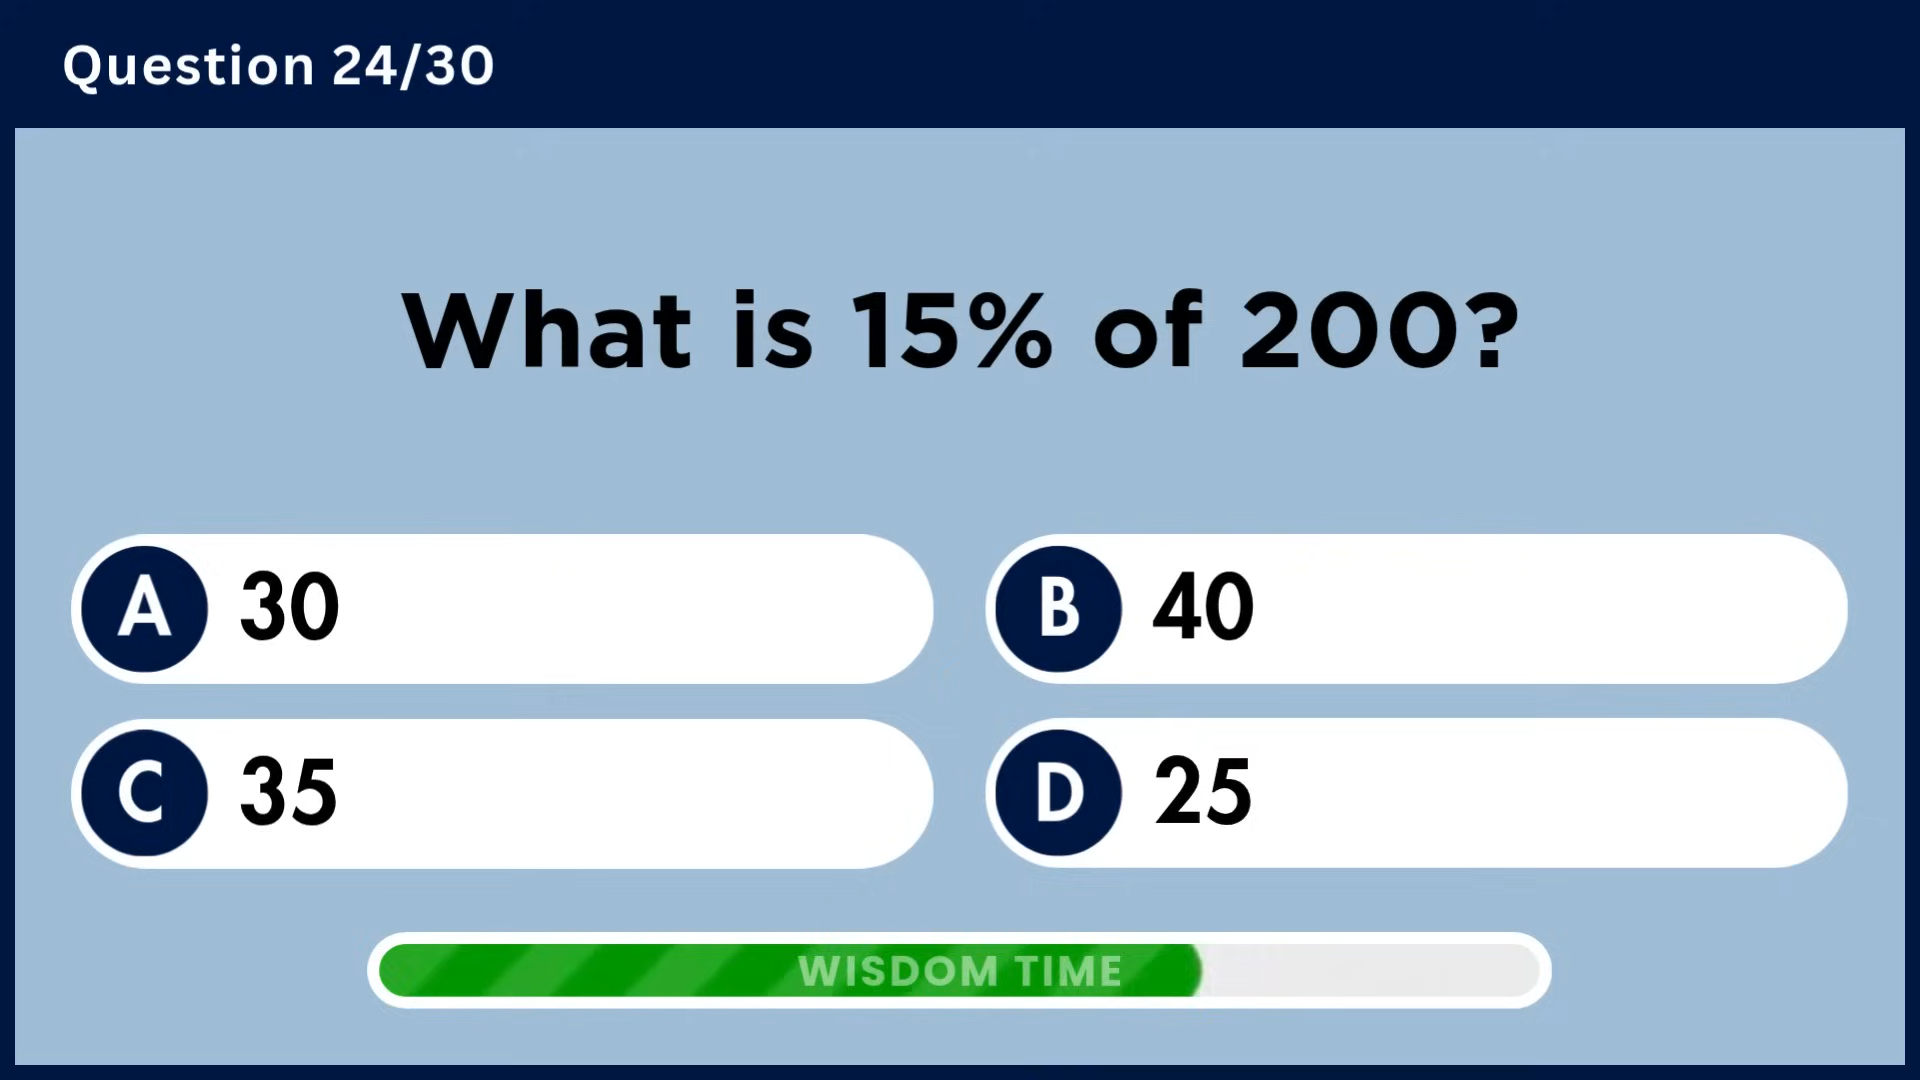 Question 24/30
What is 15% of 200?
A 30
B 40
C 35
D 25
WISDOM TIME